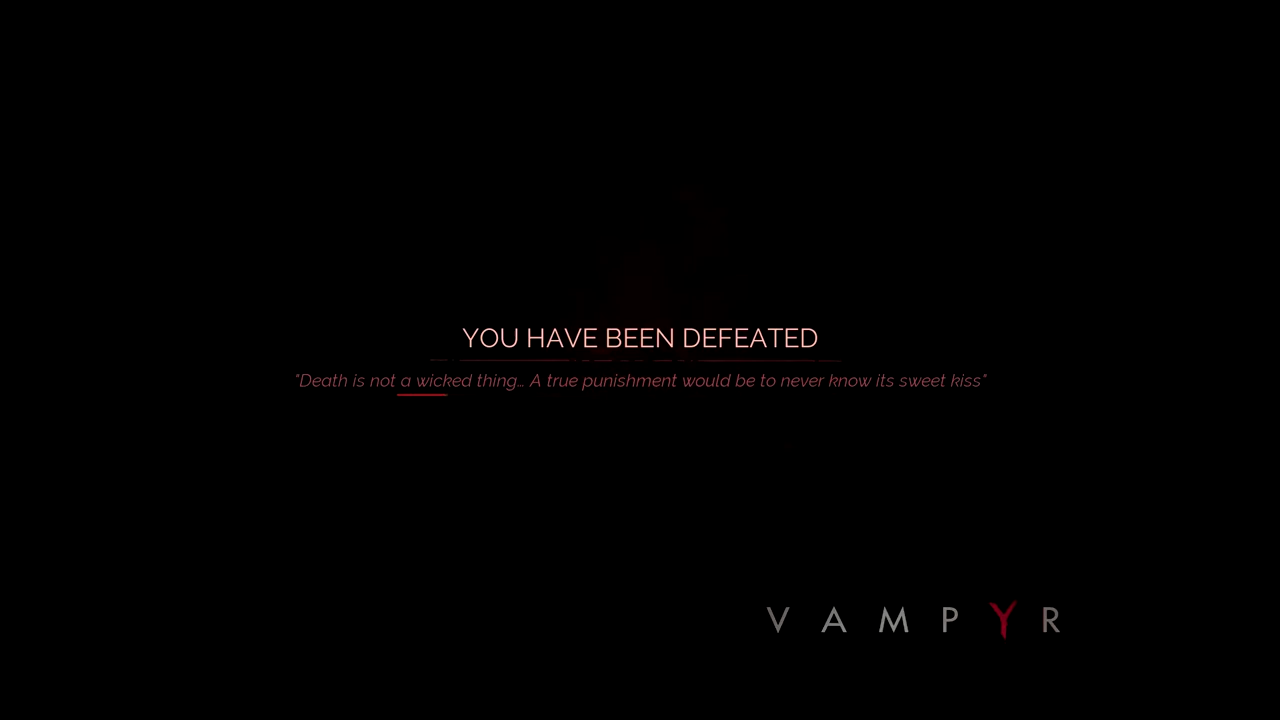 YOU HAVE BEEN DEFEATED
"Death is not a wicked thing... A true punishment would be to never know its sweet kiss"
VAMPYR